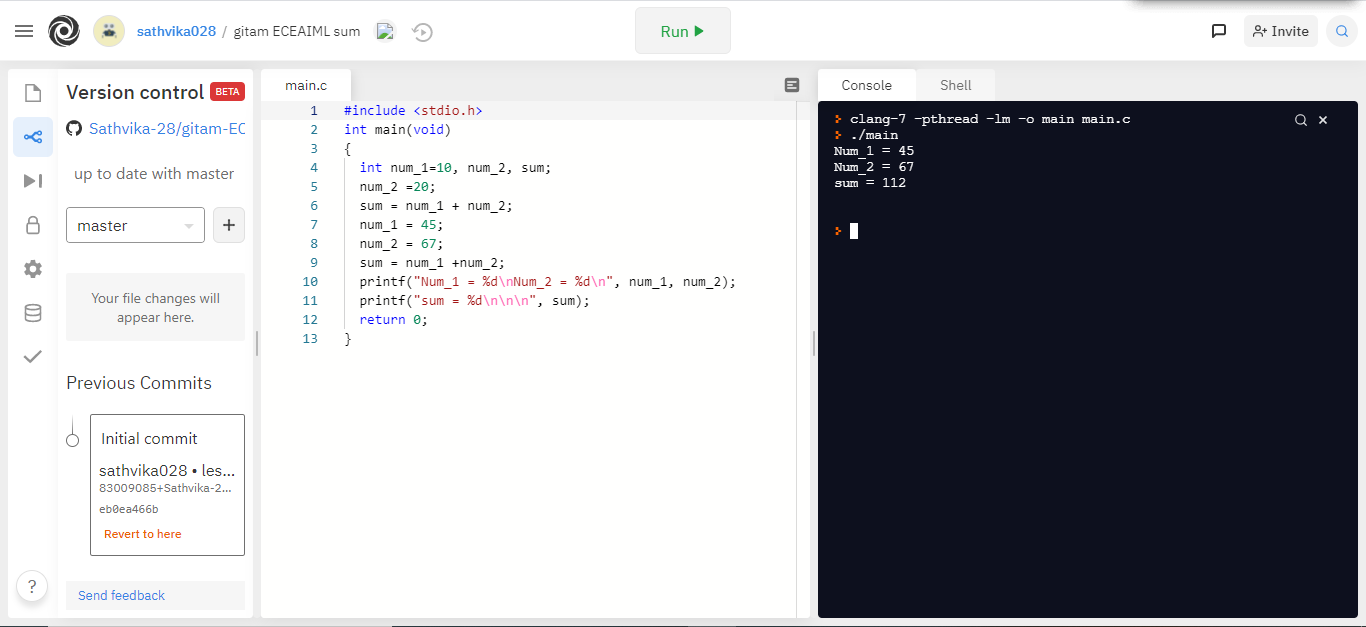 sathvika028 / gitam ECEAIML sum
Run
Invite
Version control BETA
Sathvika-28/gitam-EC
up to date with master
master
+
Your file changes will
appear here.
Previous Commits
Initial commit
sathvika028 • les...
83009085+Sathvika-2...
eb0ea466b
Revert to here
Send feedback
?
main.c
1 #include <stdio.h>
2 int main(void)
3 {
4 int num_1=10, num_2, sum;
5 num_2 =20;
6 sum = num_1 + num_2;
7 num_1 = 45;
8 num_2 = 67;
9 sum = num_1 +num_2;
10 printf("Num_1 = %d\nNum_2 = %d\n", num_1, num_2);
11 printf("sum = %d\n\n\n", sum);
12 return 0;
13 }
Console Shell
clang-7 -pthread -lm -o main main.c
./main
Num_1 = 45
Num_2 = 67
sum = 112